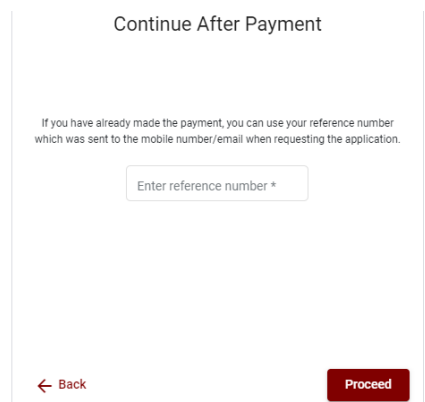 Continue After Payment
If you have already made the payment, you can use your reference number
which was sent to the mobile number/email when requesting the application.
Enter reference number *
Back
Proceed